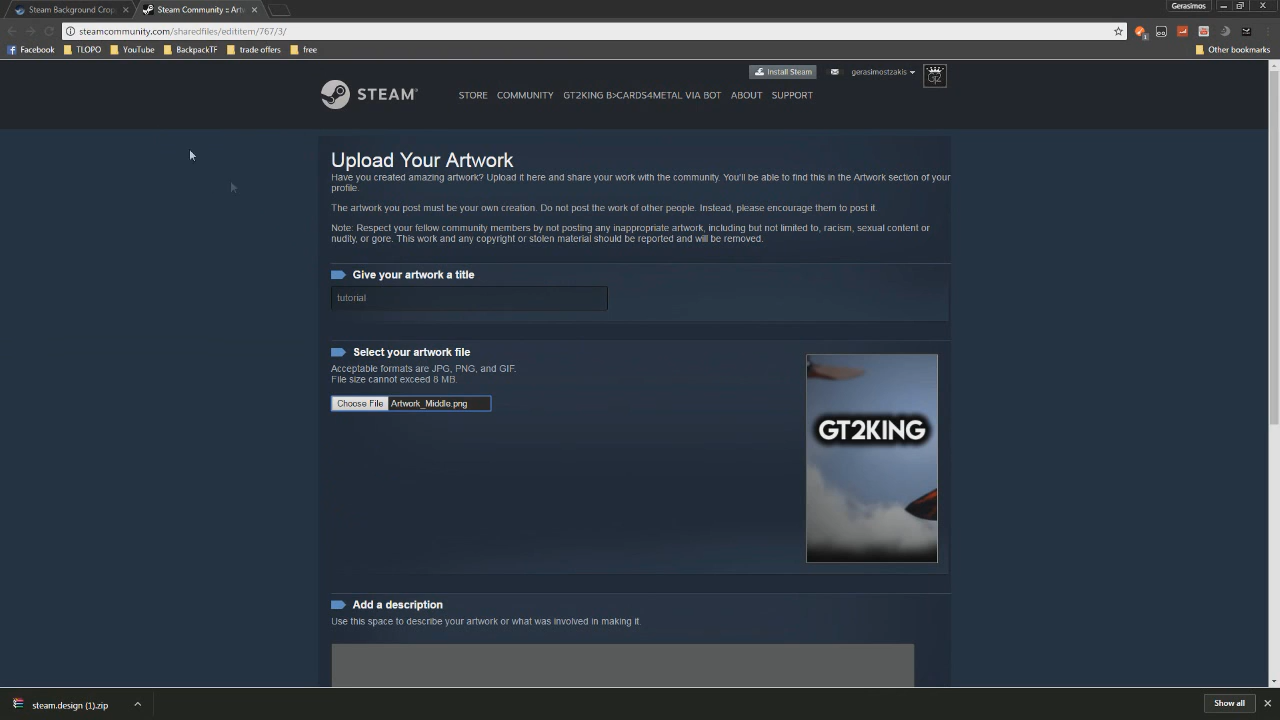 Steam Background Crop
Steam Community :: Artw
Gerasimos
steamcommunity.com/sharedfiles/edititem/767/3/
Facebook
TLOPO
YouTube
BackpackTF
trade offers
free
Other bookmarks
Install Steam
gerasimostzakis
STEAM
STORE
COMMUNITY
GT2KING B>CARDS4METAL VIA BOT
ABOUT
SUPPORT
Upload Your Artwork
Have you created amazing artwork? Upload it here and share your work with the community. You'll be able to find this in the Artwork section of your
profile.
The artwork you post must be your own creation. Do not post the work of other people. Instead, please encourage them to post it.
Note: Respect your fellow community members by not posting any inappropriate artwork, including but not limited to, racism, sexual content or
nudity, or gore. This work and any copyright or stolen material should be reported and will be removed.
Give your artwork a title
tutorial
Select your artwork file
Acceptable formats are JPG, PNG, and GIF.
File size cannot exceed 8 MB.
Choose File Artwork_Middle.png
GT2KING
Add a description
Use this space to describe your artwork or what was involved in making it.
steam.design (1).zip
Show all